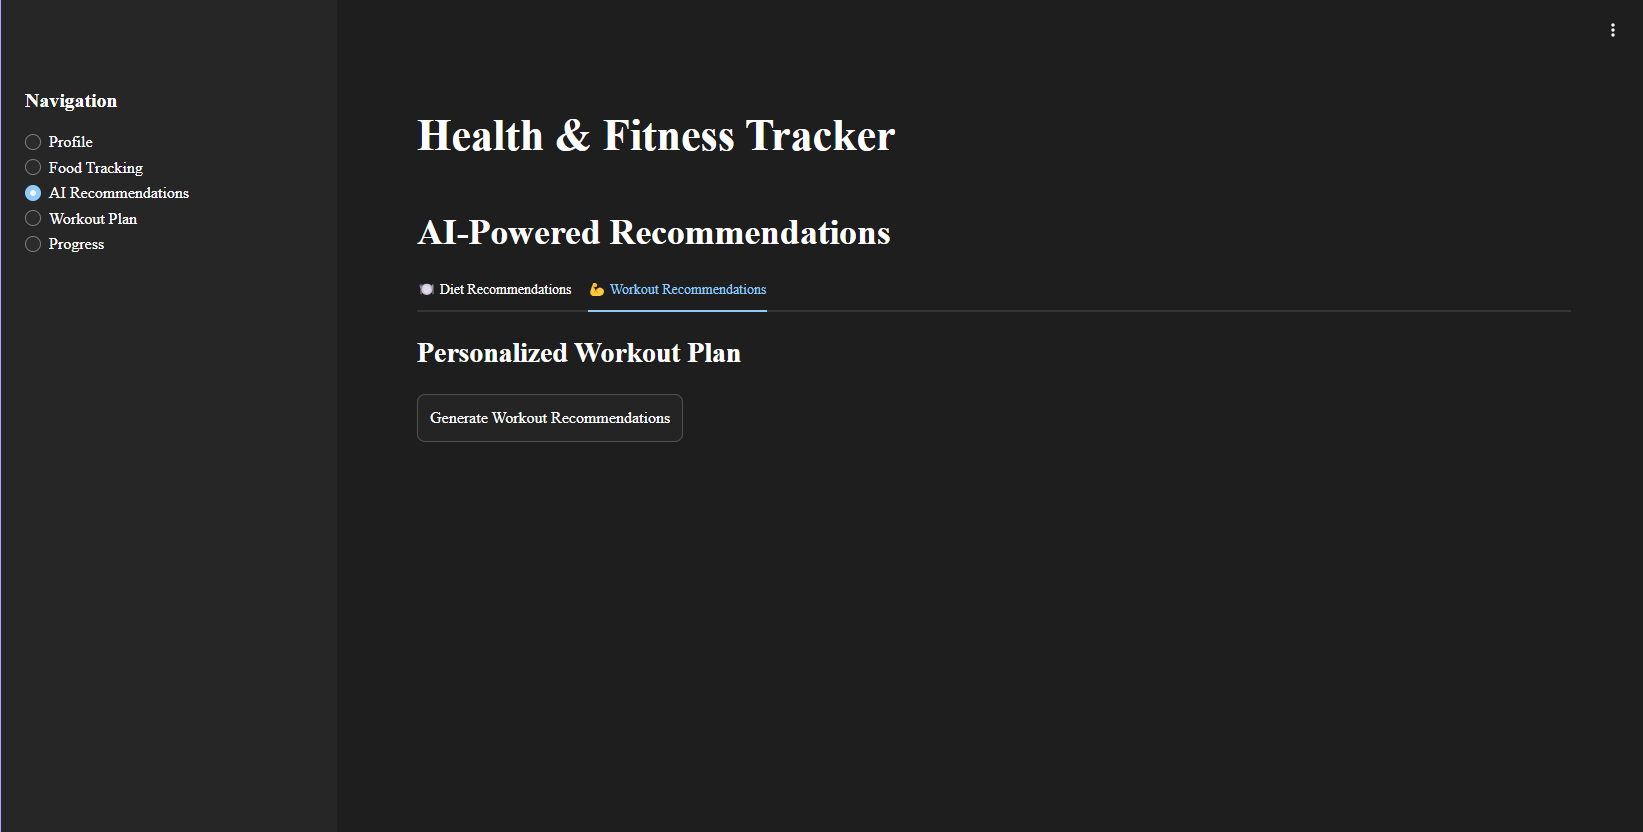 Navigation
Profile
Food Tracking
AI Recommendations
Workout Plan
Progress
Health & Fitness Tracker
AI-Powered Recommendations
🍽️ Diet Recommendations 💪 Workout Recommendations
Personalized Workout Plan
Generate Workout Recommendations